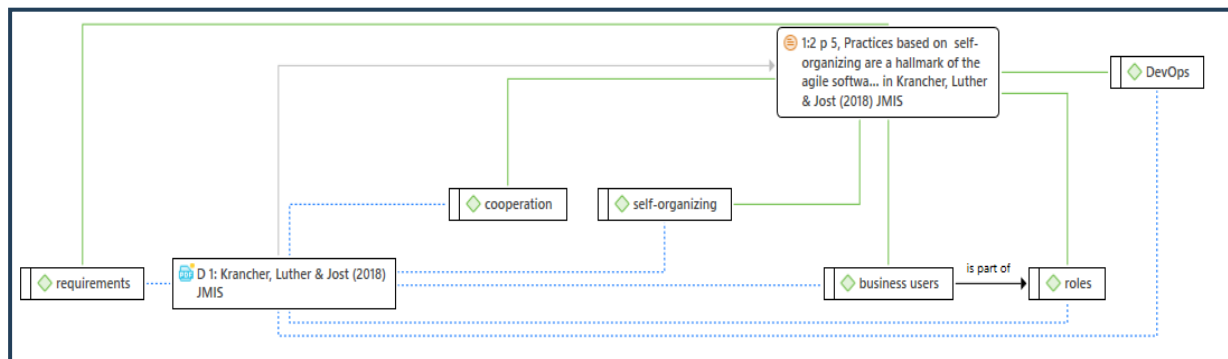 1:2 p 5, Practices based on self-
organizing are a hallmark of the
agile softwa... in Krancher, Luther
& Jost (2018) JMIS
DevOps
cooperation
self-organizing
requirements
D 1: Krancher, Luther & Jost (2018)
JMIS
business users
is part of
roles